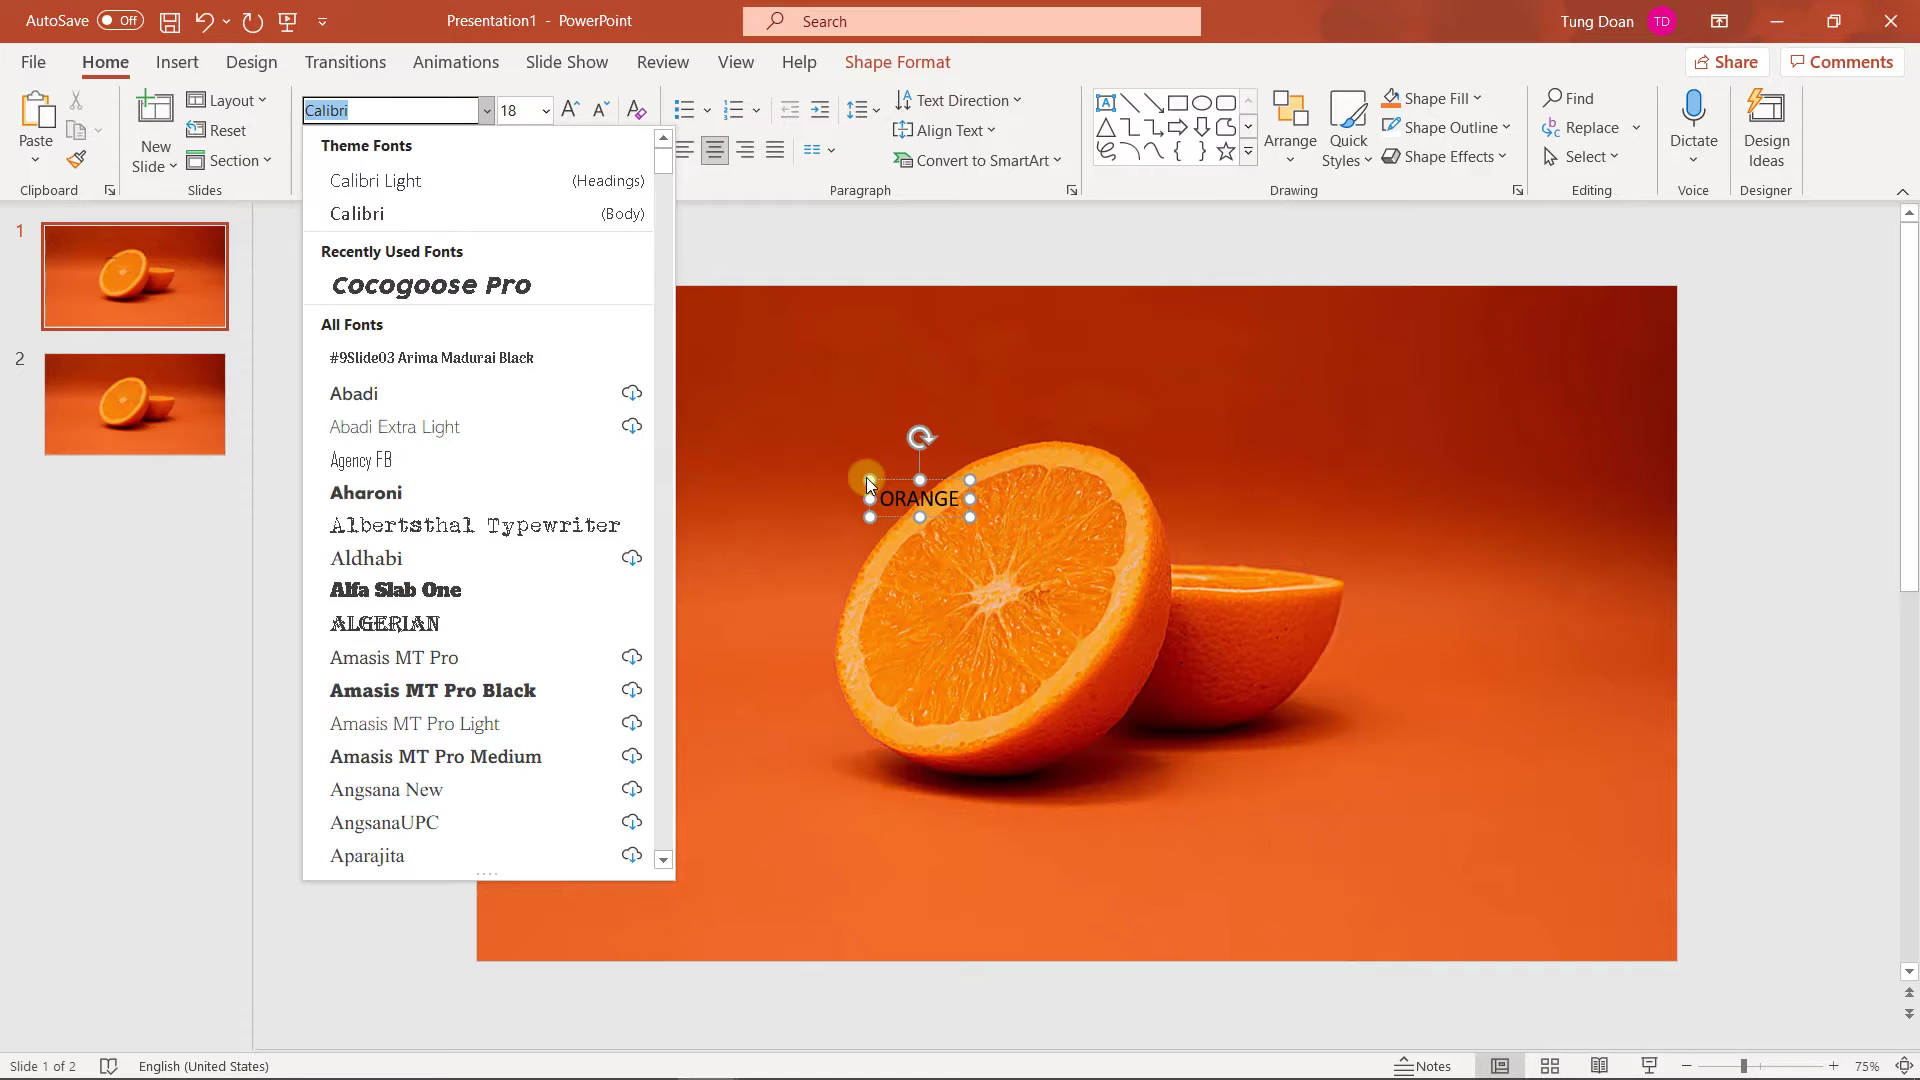 AutoSave Off
Presentation1 - PowerPoint
Search
Tung Doan TD
File Home Insert Design Transitions Animations Slide Show Review View Help Shape Format
Share Comments
Paste
Clipboard
New Slide
Layout
Reset
Section
Slides
Calibri 18
Text Direction
Align Text
Convert to SmartArt
Paragraph
Arrange
Quick Styles
Shape Fill
Shape Outline
Shape Effects
Drawing
Find
Replace
Select
Editing
Dictate
Voice
Design Ideas
Designer
Theme Fonts
Calibri Light (Headings)
Calibri (Body)
Recently Used Fonts
Cocogoose Pro
All Fonts
#9Slide03 Arima Madurai Black
Abadi
Abadi Extra Light
Agency FB
Aharoni
Albertsthal Typewriter
Aldhabi
Alfa Slab One
ALGERIAN
Amasis MT Pro
Amasis MT Pro Black
Amasis MT Pro Light
Amasis MT Pro Medium
Angsana New
AngsanaUPC
Aparajita
1
2
ORANGE
Slide 1 of 2
English (United States)
Notes
75%